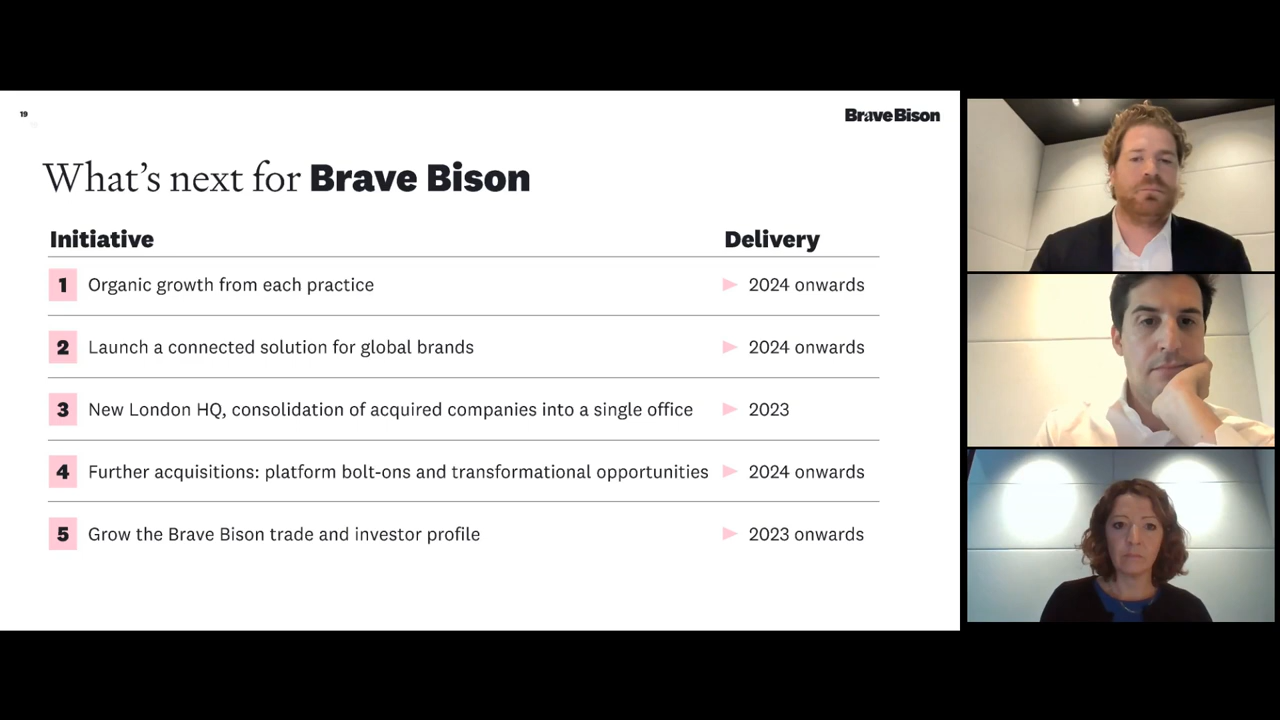 19
BraveBison
What's next for Brave Bison
Initiative Delivery
1 Organic growth from each practice 2024 onwards
2 Launch a connected solution for global brands 2024 onwards
3 New London HQ, consolidation of acquired companies into a single office 2023
4 Further acquisitions: platform bolt-ons and transformational opportunities 2024 onwards
5 Grow the Brave Bison trade and investor profile 2023 onwards